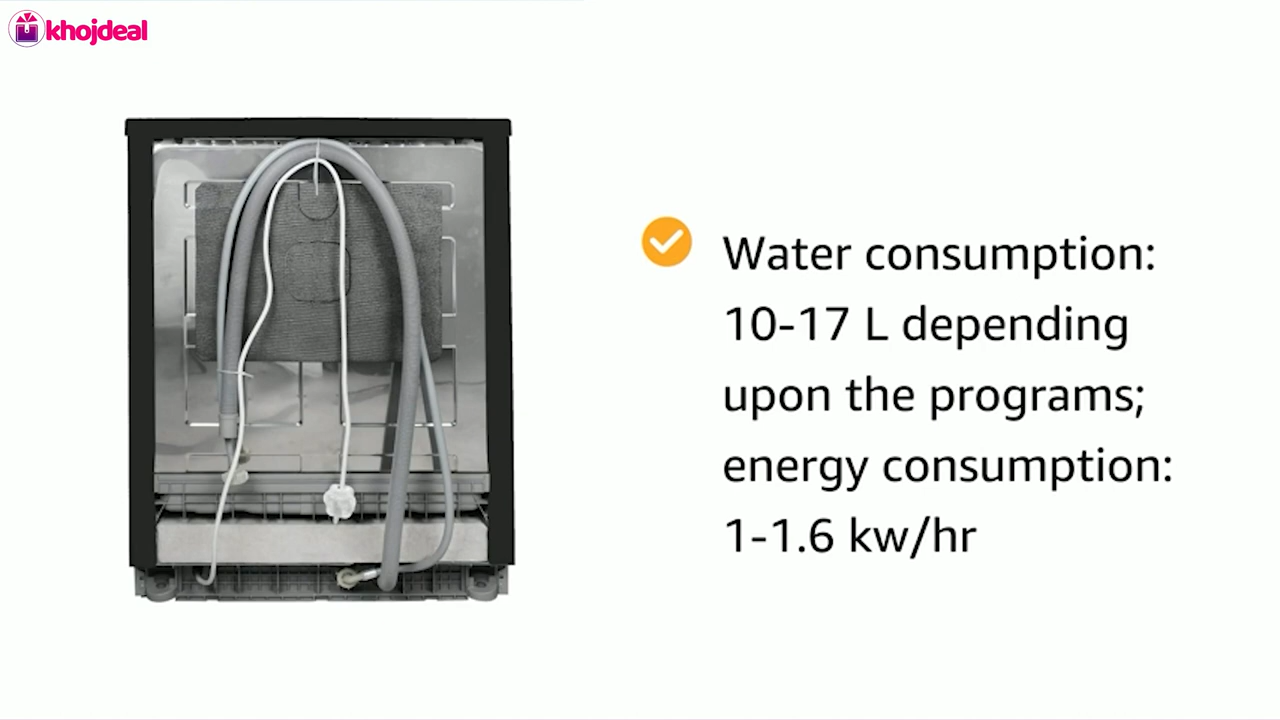 khojdeal
Water consumption:
10-17 L depending
upon the programs;
energy consumption:
1-1.6 kw/hr